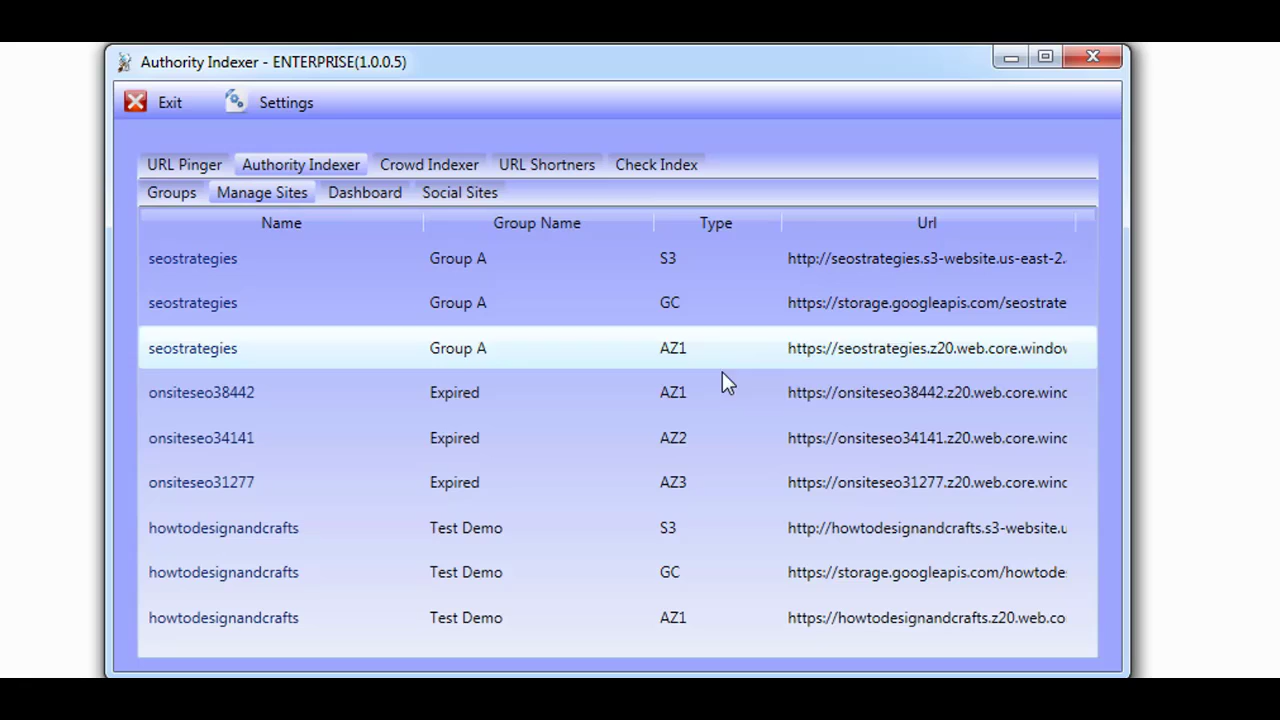 Authority Indexer - ENTERPRISE(1.0.0.5)
Exit Settings
URL Pinger Authority Indexer Crowd Indexer URL Shortners Check Index
Groups Manage Sites Dashboard Social Sites
Name Group Name Type Url
seostrategies Group A S3 http://seostrategies.s3-website.us-east-2.
seostrategies Group A GC https://storage.googleapis.com/seostrate
seostrategies Group A AZ1 https://seostrategies.z20.web.core.window
onsiteseo38442 Expired AZ1 https://onsiteseo38442.z20.web.core.winc
onsiteseo34141 Expired AZ2 https://onsiteseo34141.z20.web.core.winc
onsiteseo31277 Expired AZ3 https://onsiteseo31277.z20.web.core.winc
howtodesignandcrafts Test Demo S3 http://howtodesignandcrafts.s3-website.u
howtodesignandcrafts Test Demo GC https://storage.googleapis.com/howtode
howtodesignandcrafts Test Demo AZ1 https://howtodesignandcrafts.z20.web.co